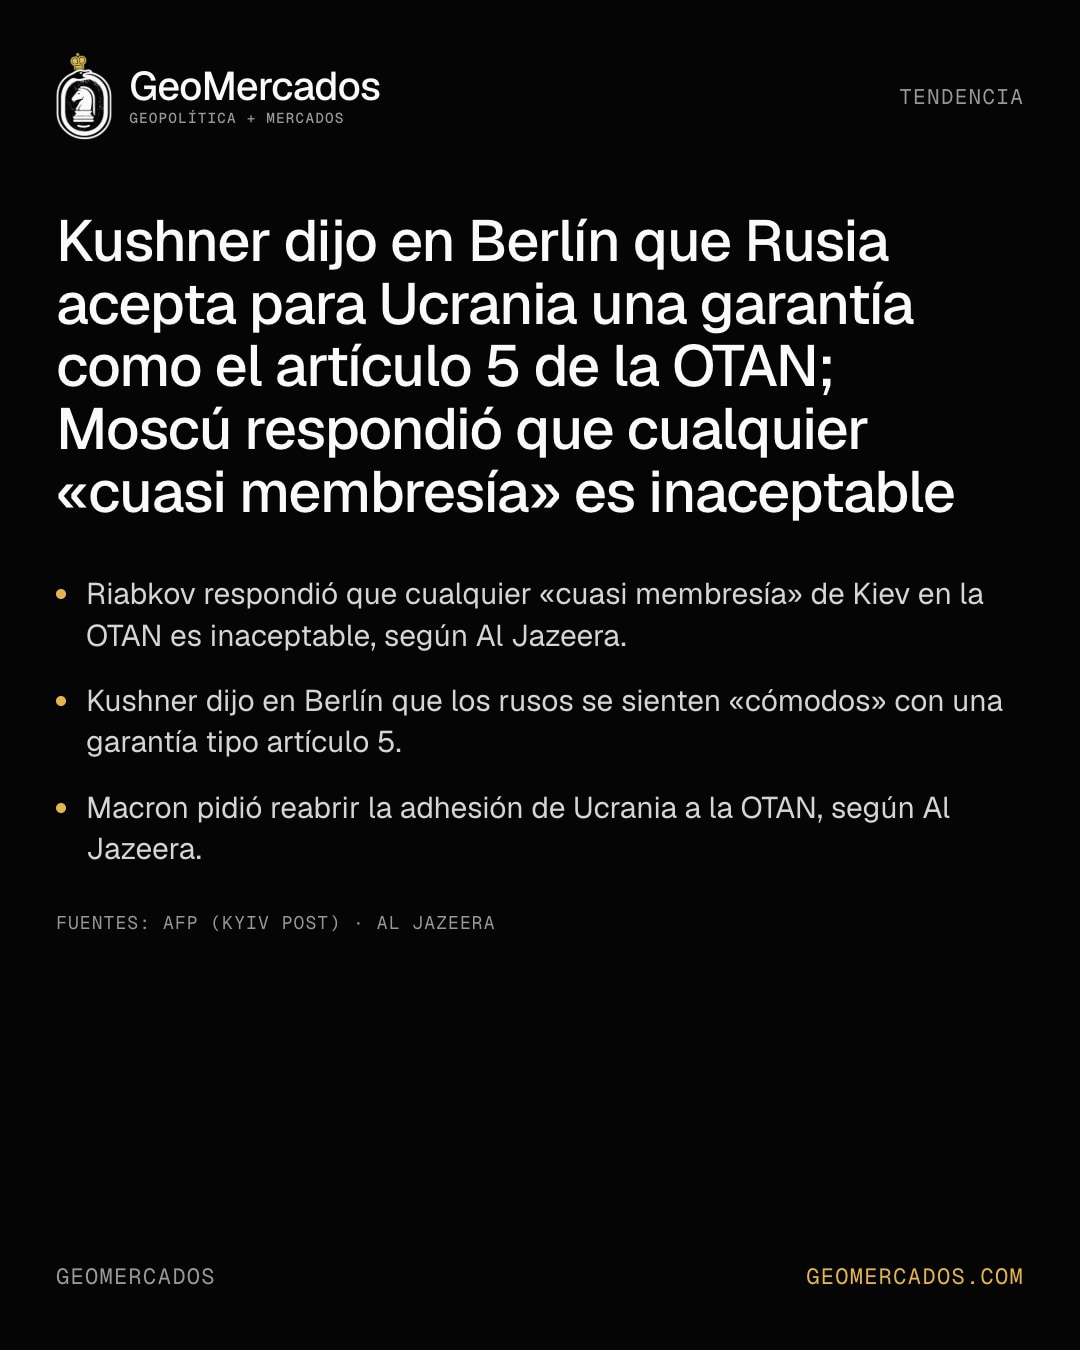 GeoMercados
GEOPOLÍTICA + MERCADOS
TENDENCIA
Kushner dijo en Berlín que Rusia
acepta para Ucrania una garantía
como el artículo 5 de la OTAN;
Moscú respondió que cualquier
«cuasi membresía» es inaceptable
• Riabkov respondió que cualquier «cuasi membresía» de Kiev en la
OTAN es inaceptable, según Al Jazeera.
• Kushner dijo en Berlín que los rusos se sienten «cómodos» con una
garantía tipo artículo 5.
• Macron pidió reabrir la adhesión de Ucrania a la OTAN, según Al
Jazeera.
FUENTES: AFP (KYIV POST) · AL JAZEERA
GEOMERCADOS
GEOMERCADOS.COM